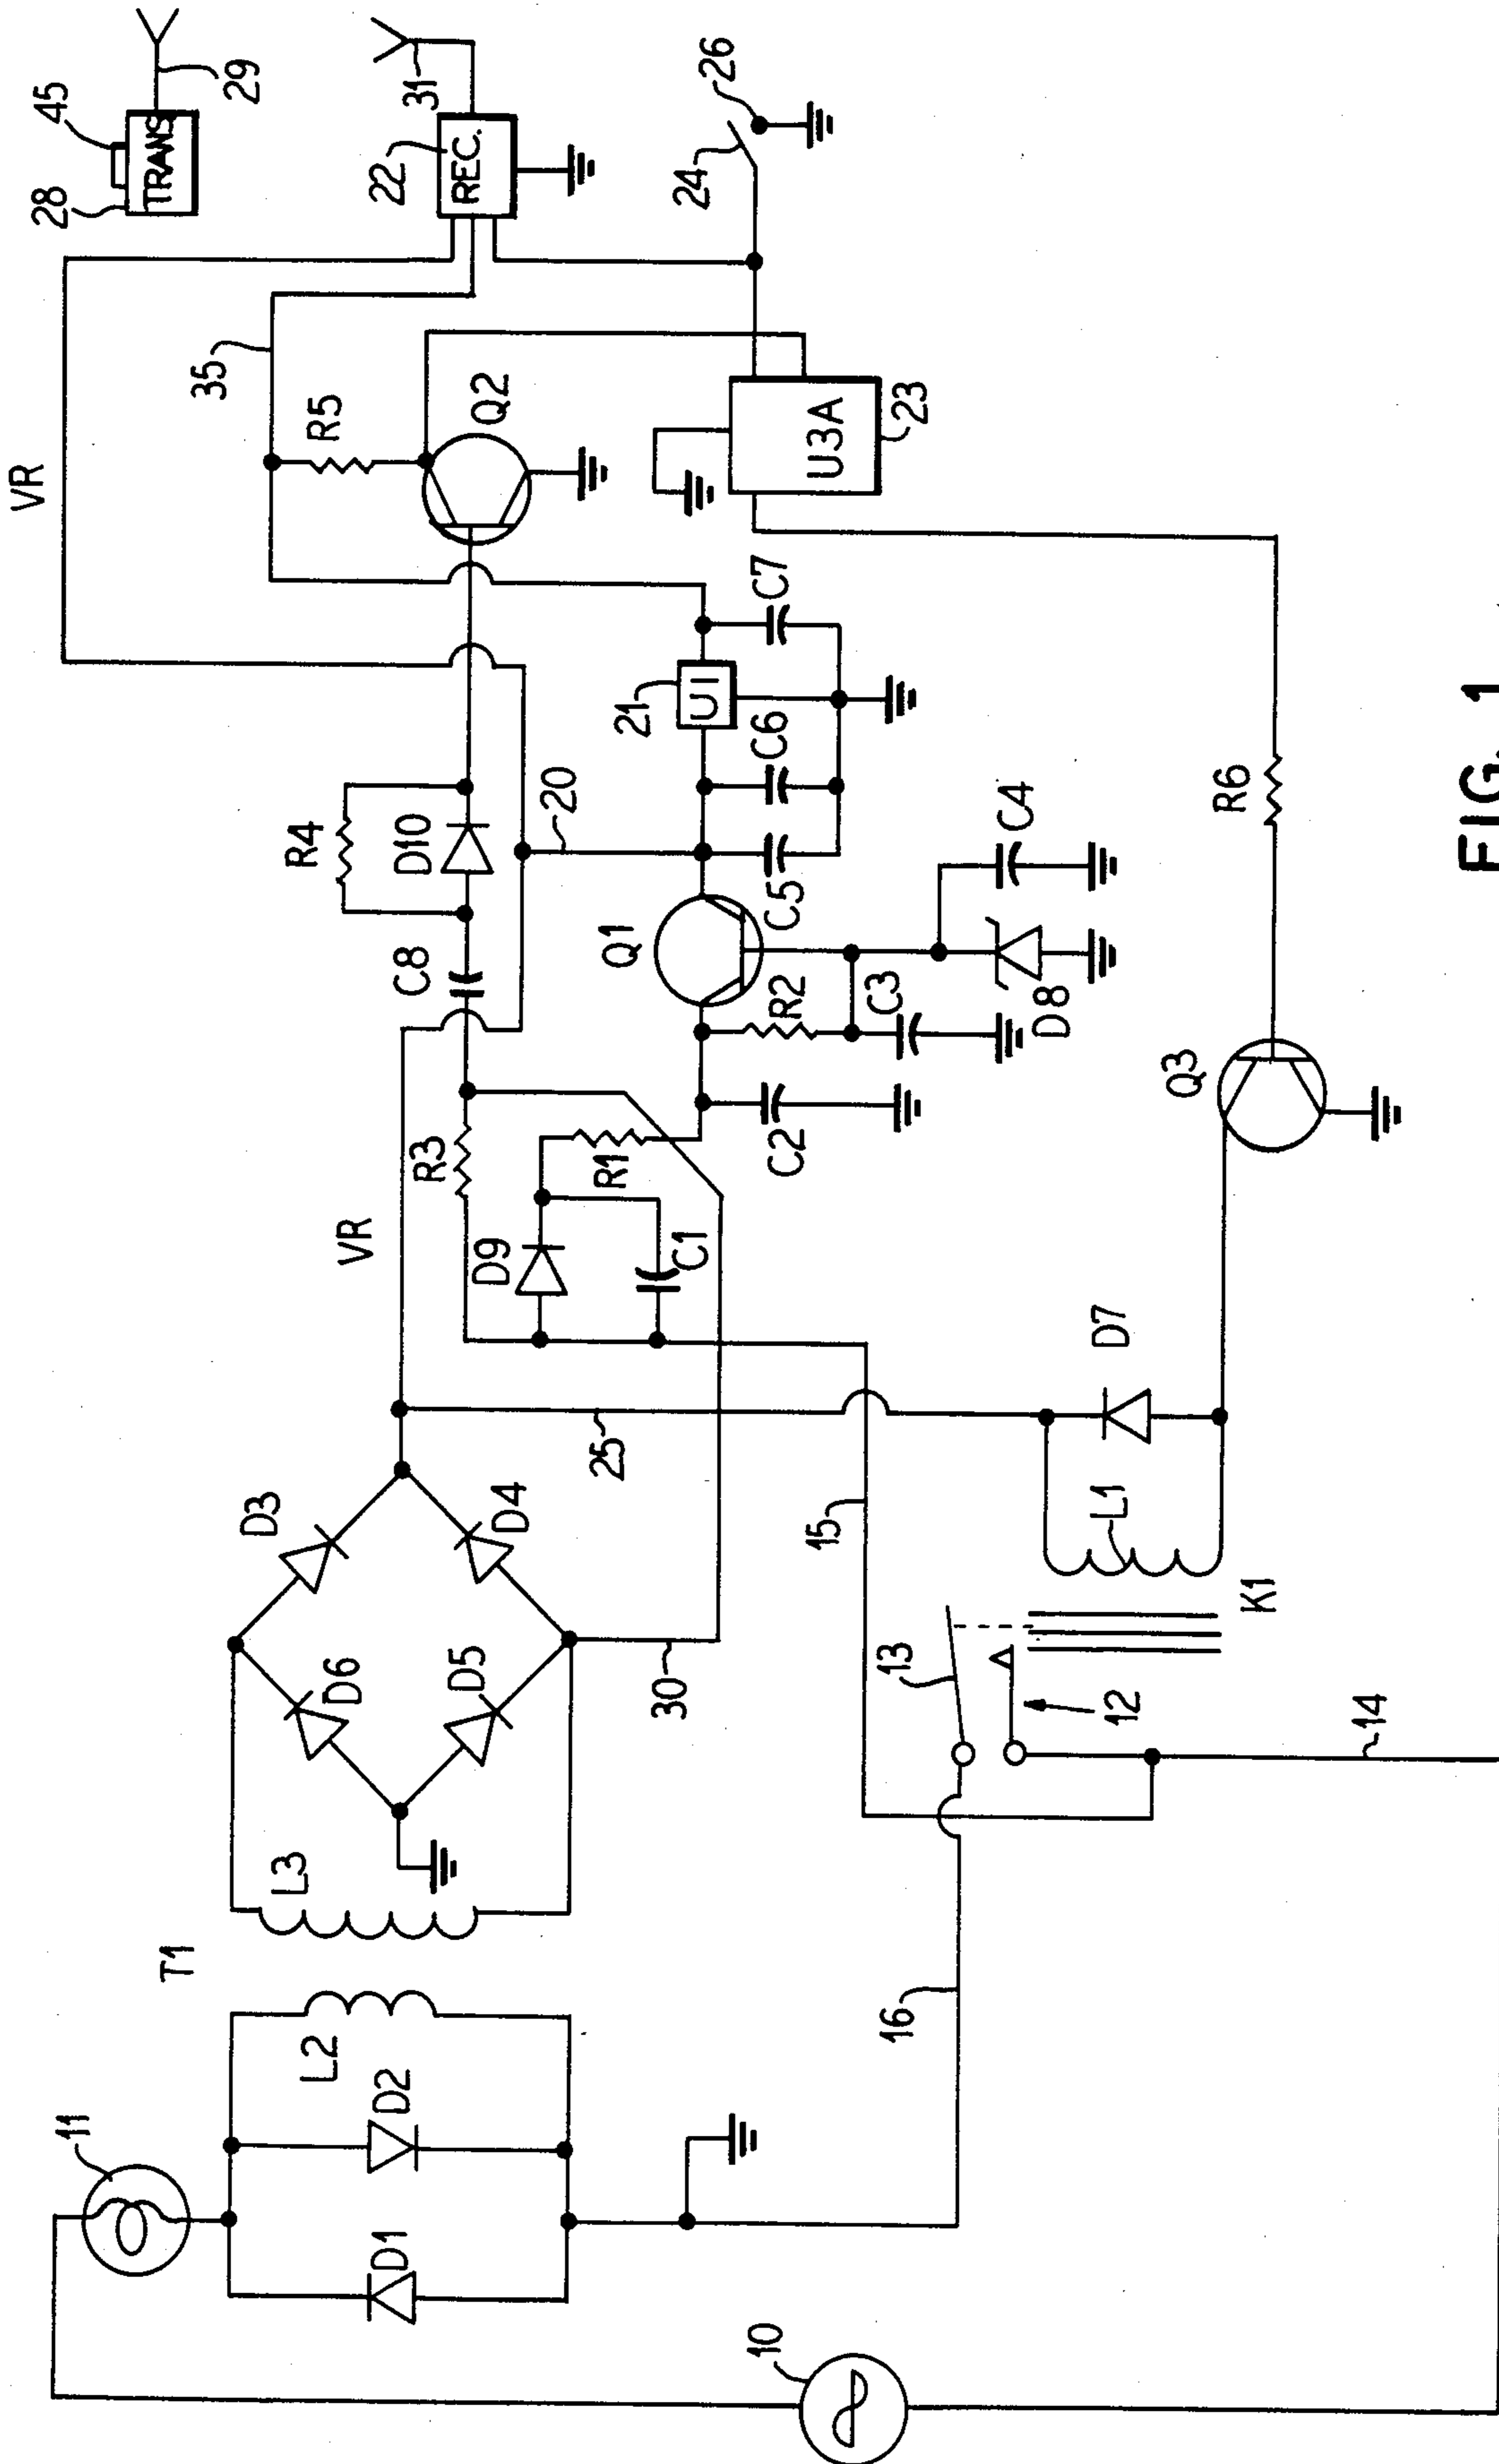 28
45
TRANS
29
31
22
REC.
26
24
VR
35
R5
Q2
U3A
23
R4
D10
20
21
U1
C7
C6
C5
C8
Q1
R2
C3
C4
D8
R6
Q3
R3
VR
D9
R1
C1
C2
D7
25
D3
D4
D6
D5
30
15
L1
K1
13
12
14
T1
L3
L2
D2
D1
11
16
10
FIG. 1